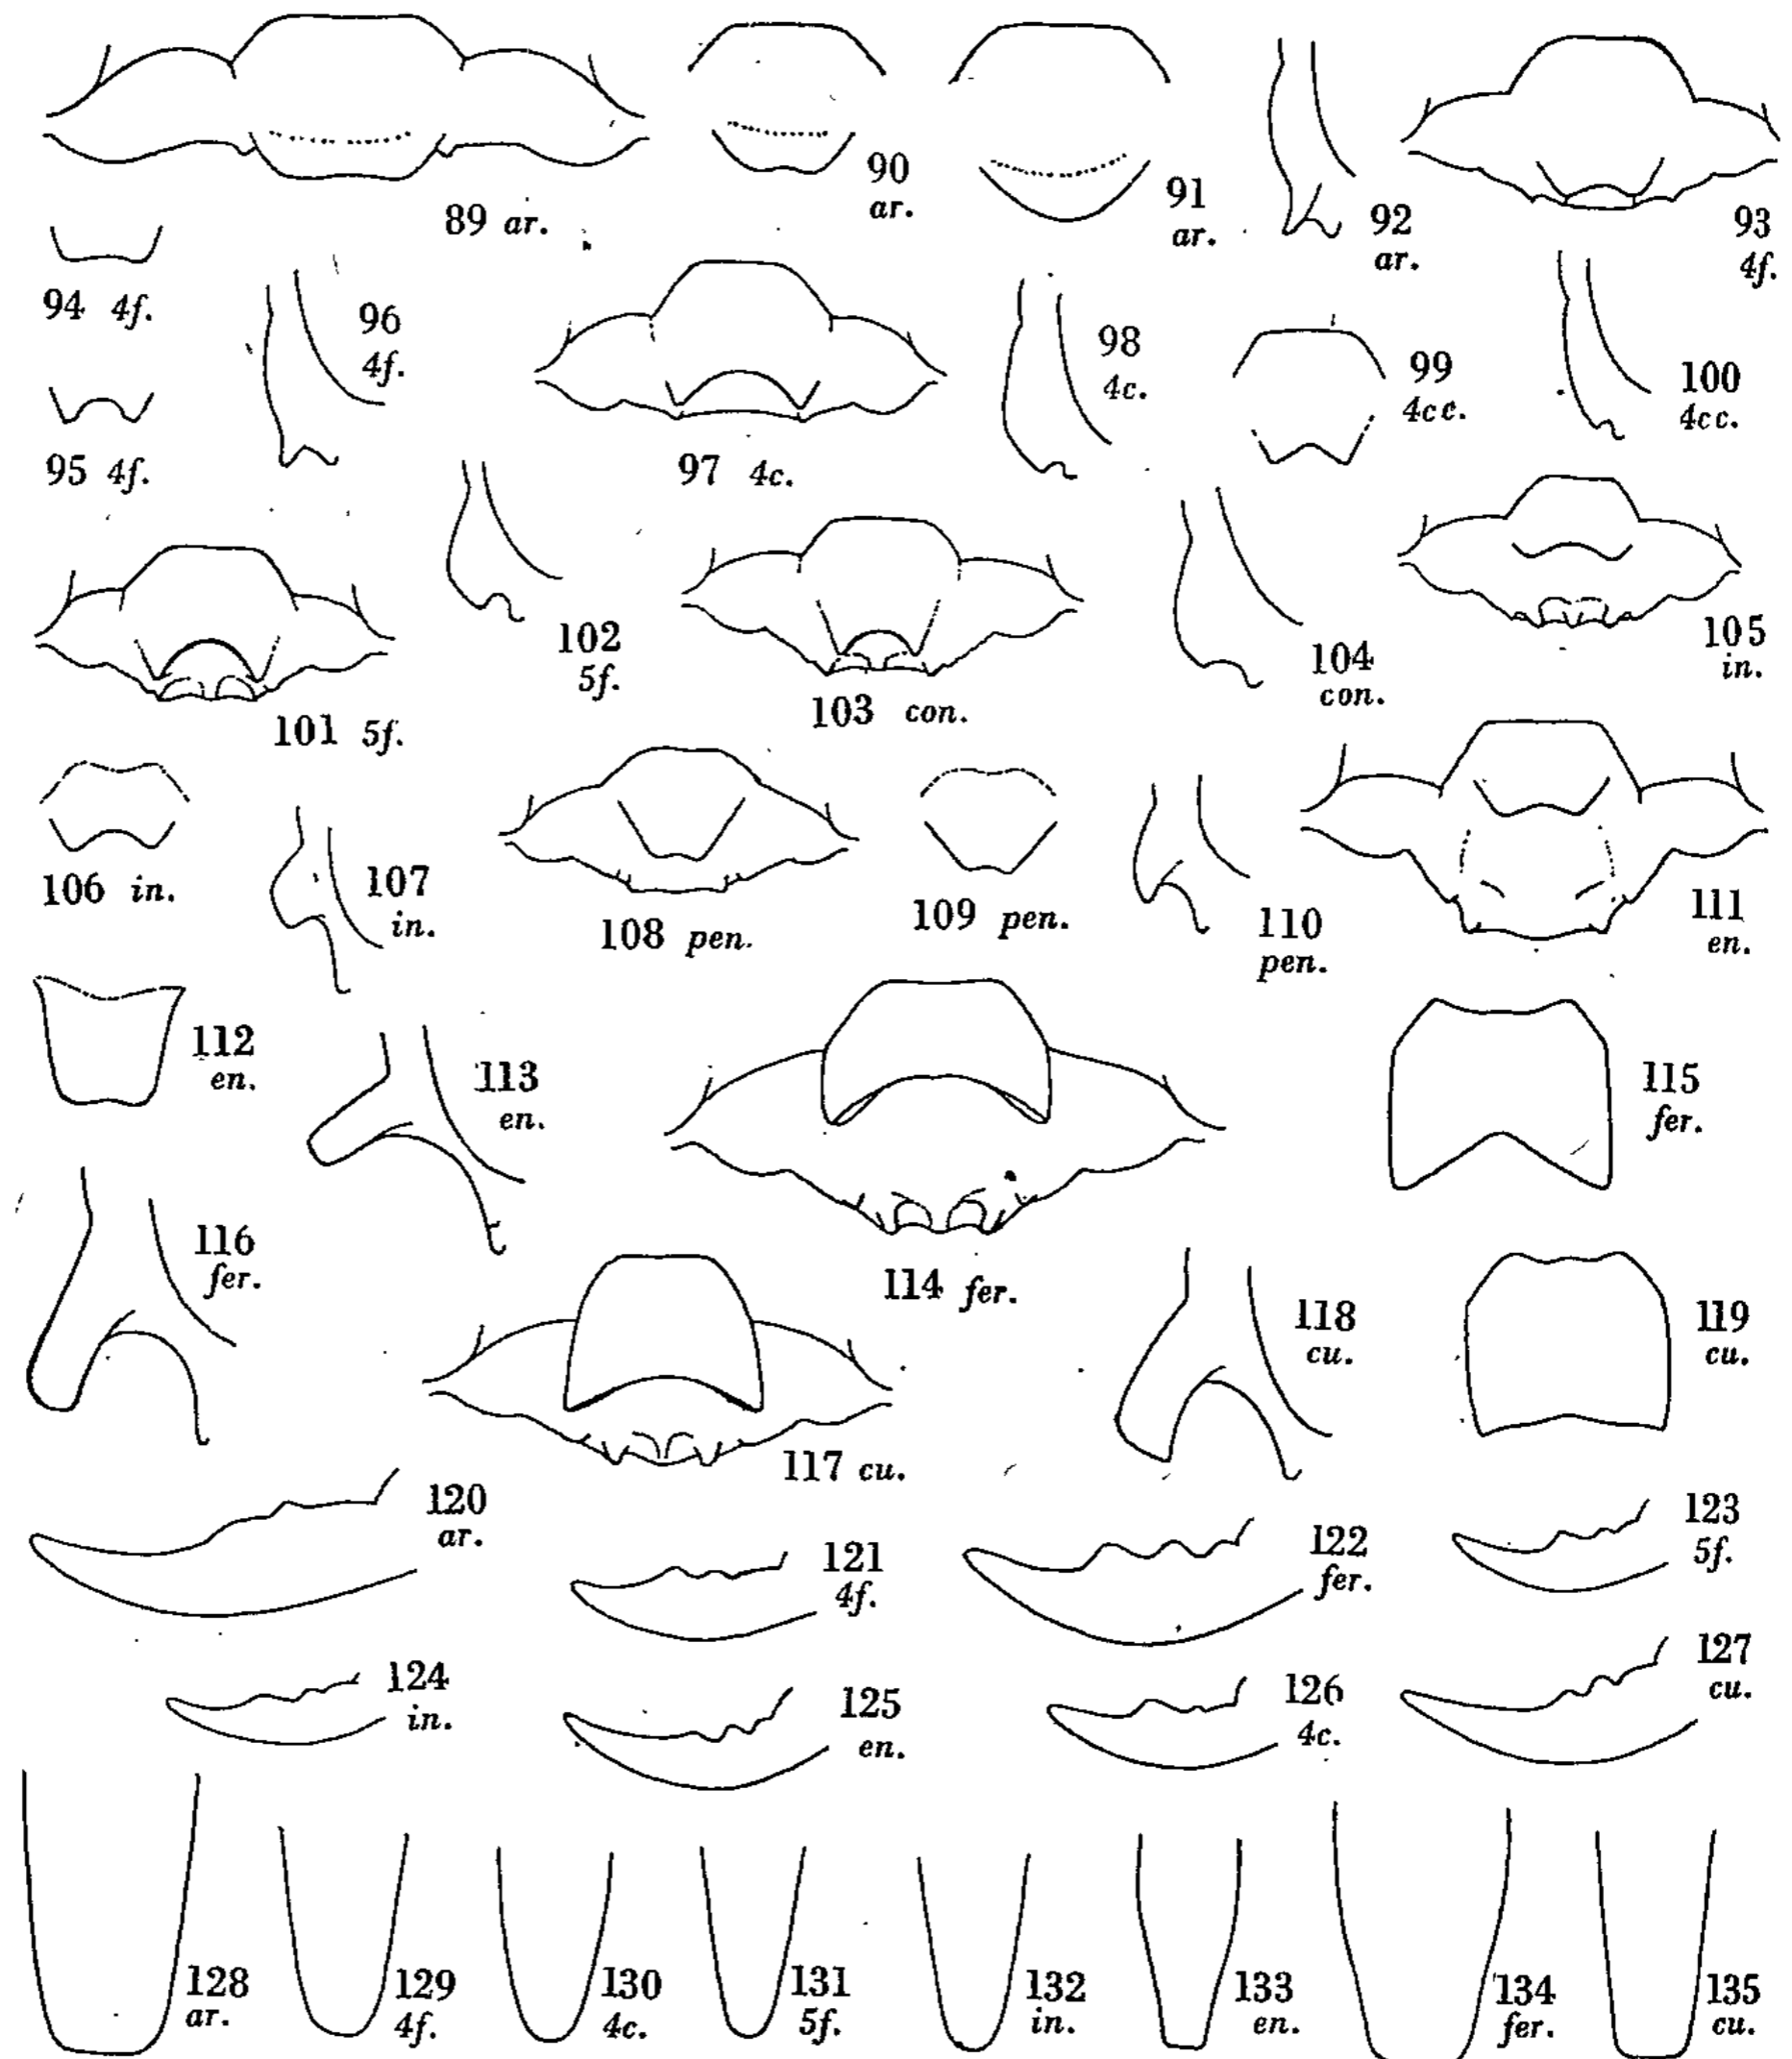 89 ar.
90
ar.
91
ar.
92
ar.
93
4f.
94 4f.
95 4f.
96
4f.
97 4c.
98
4c.
99
4cc.
100
4cc.
101 5f.
102
5f.
103 con.
104
con.
105
in.
106 in.
107
in.
108 pen.
109 pen.
110
pen.
111
en.
112
en.
113
en.
114 fer.
115
fer.
116
fer.
117 cu.
118
cu.
119
cu.
120
ar.
121
4f.
122
fer.
123
5f.
124
in.
125
en.
126
4c.
127
cu.
128
ar.
129
4f.
130
4c.
131
5f.
132
in.
133
en.
134
fer.
135
cu.